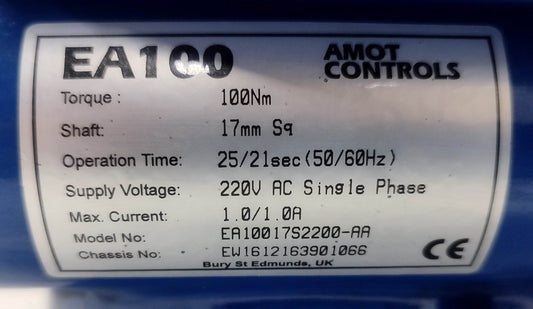 EA100
AMOT
CONTROLS
Torque : 100Nm
Shaft: 17mm Sq
Operation Time: 25/21sec(50/60Hz)
Supply Voltage: 220V AC Single Phase
Max. Current: 1.0/1.0A
Model No: EA10017S2200-AA
Chassis No: EW1612163901066
Bury St Edmunds, UK
CE